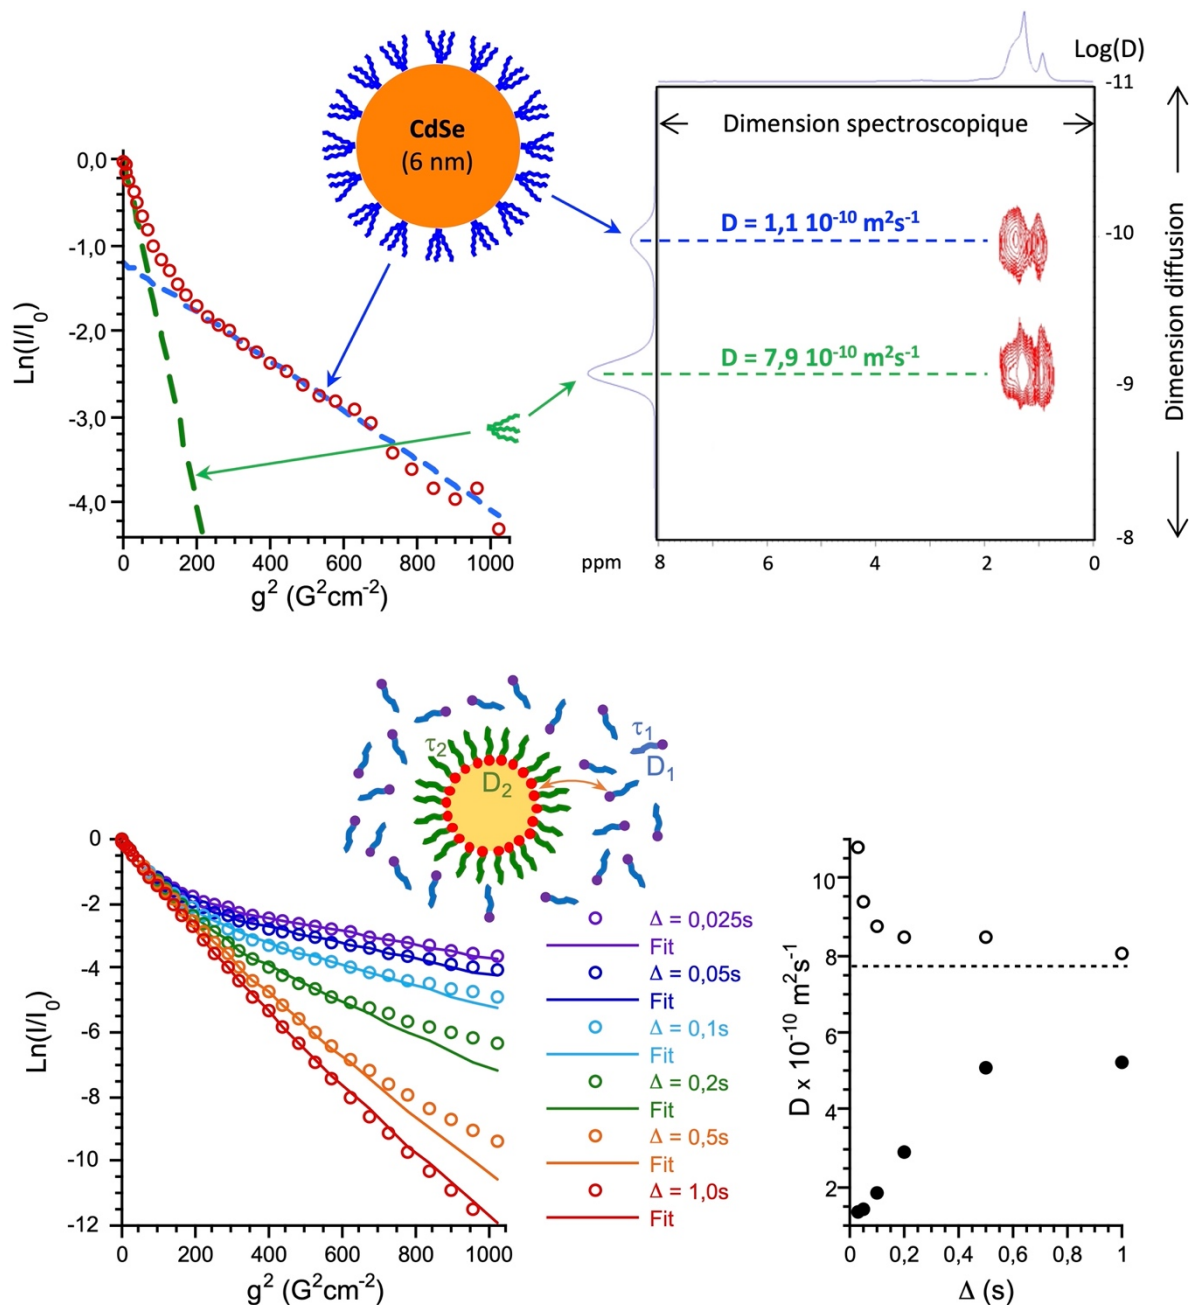 CdSe
(6 nm)
Log(D)
-11
Dimension spectroscopique
D = 1,1 10⁻¹⁰ m²s⁻¹
-10
D = 7,9 10⁻¹⁰ m²s⁻¹
-9
-8
Dimension diffusion
ppm
8
6
4
2
0
Ln(I/I₀)
0,0
-1,0
-2,0
-3,0
-4,0
0
200
400
600
800
1000
g² (G²cm⁻²)
τ₂
D₂
τ₁
D₁
Ln(I/I₀)
0
-2
-4
-6
-8
-10
-12
0
200
400
600
800
1000
g² (G²cm⁻²)
Δ = 0,025s
Fit
Δ = 0,05s
Fit
Δ = 0,1s
Fit
Δ = 0,2s
Fit
Δ = 0,5s
Fit
Δ = 1,0s
Fit
D x 10⁻¹⁰ m²s⁻¹
10
8
6
4
2
0
0,2
0,4
0,6
0,8
1
Δ (s)